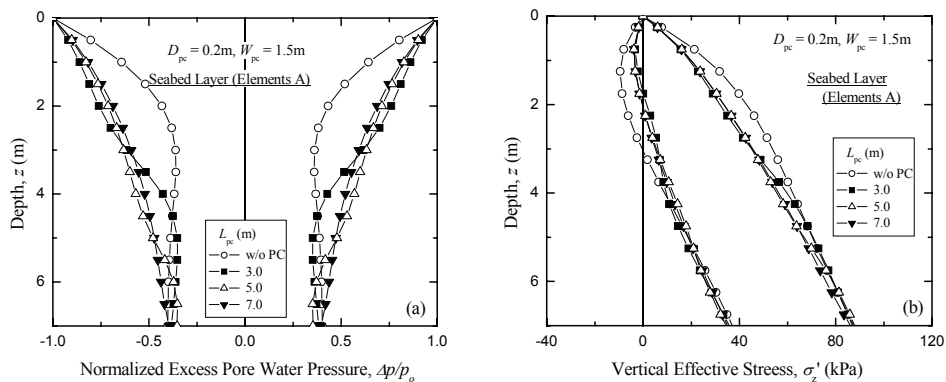 0
2
4
6
Depth, z (m)
D_pc = 0.2m, W_pc = 1.5m
Seabed Layer (Elements A)
L_pc (m)
w/o PC
3.0
5.0
7.0
(a)
-1.0 -0.5 0.0 0.5 1.0
Normalized Excess Pore Water Pressure, Δp/p_o
0
2
4
6
Depth, z (m)
D_pc = 0.2m, W_pc = 1.5m
Seabed Layer
(Elements A)
L_pc (m)
w/o PC
3.0
5.0
7.0
(b)
-40 0 40 80 120
Vertical Effective Streess, σ_z' (kPa)